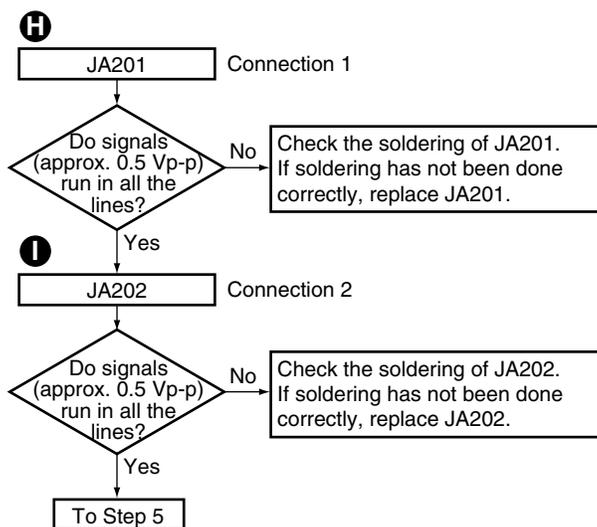 H
JA201 Connection 1
Do signals
(approx. 0.5 Vp-p)
run in all the
lines?
No
Check the soldering of JA201.
If soldering has not been done
correctly, replace JA201.
Yes
I
JA202 Connection 2
Do signals
(approx. 0.5 Vp-p)
run in all the
lines?
No
Check the soldering of JA202.
If soldering has not been done
correctly, replace JA202.
Yes
To Step 5